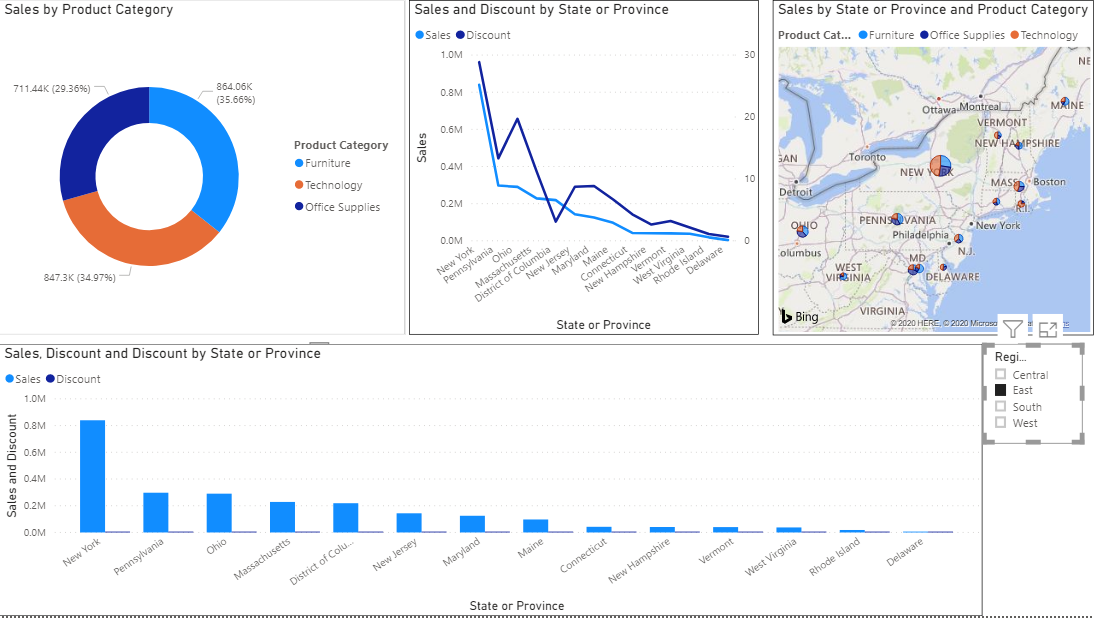 Sales by Product Category
711.44K (29.36%)
864.06K
(35.66%)
847.3K (34.97%)
Product Category
Furniture
Technology
Office Supplies
Sales and Discount by State or Province
Sales Discount
1.0M
0.8M
0.6M
0.4M
0.2M
0.0M
Sales
30
20
10
0
New York
Pennsylvania
Ohio
Massachusetts
District of Columbia
New Jersey
Maryland
Maine
Connecticut
New Hampshire
Vermont
West Virginia
Rhode Island
Delaware
State or Province
Sales by State or Province and Product Category
Product Cat... Furniture Office Supplies Technology
NE
Ottawa Montreal MAINE
VERMONT
NEW HAMPSHIRE
GAN Toronto
NEW YORK
Detroit MASS Boston
R.I.
OHIO PENNSYLVANIA New York
Philadelphia
olumbus N.J.
MD.
WEST
VIRGINIA DELAWARE
VIRGINIA
Bing © 2020 HERE, © 2020 Microso
Sales, Discount and Discount by State or Province
Sales Discount
1.0M
0.8M
0.6M
0.4M
0.2M
0.0M
Sales and Discount
New York
Pennsylvania
Ohio
Massachusetts
District of Colu...
New Jersey
Maryland
Maine
Connecticut
New Hampshire
Vermont
West Virginia
Rhode Island
Delaware
State or Province
Regi...
Central
East
South
West